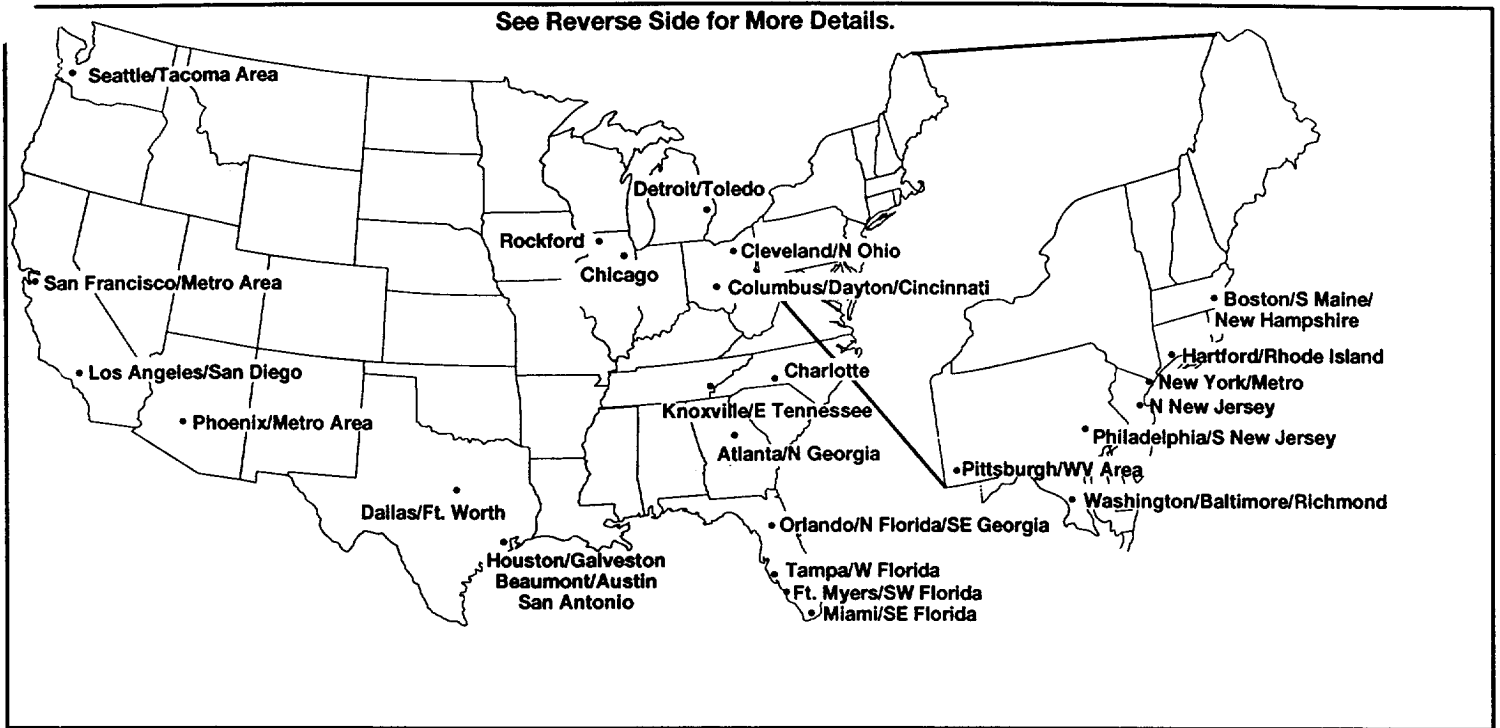 See Reverse Side for More Details.
Seattle/Tacoma Area
Detroit/Toledo
Rockford
Cleveland/N Ohio
Chicago
San Francisco/Metro Area
Columbus/Dayton/Cincinnati
Boston/S Maine/
New Hampshire
Hartford/Rhode Island
Los Angeles/San Diego
Charlotte
New York/Metro
Knoxville/E Tennessee
N New Jersey
Phoenix/Metro Area
Philadelphia/S New Jersey
Atlanta/N Georgia
Pittsburgh/WV Area
Washington/Baltimore/Richmond
Dallas/Ft. Worth
Orlando/N Florida/SE Georgia
Houston/Galveston
Beaumont/Austin
San Antonio
Tampa/W Florida
Ft. Myers/SW Florida
Miami/SE Florida